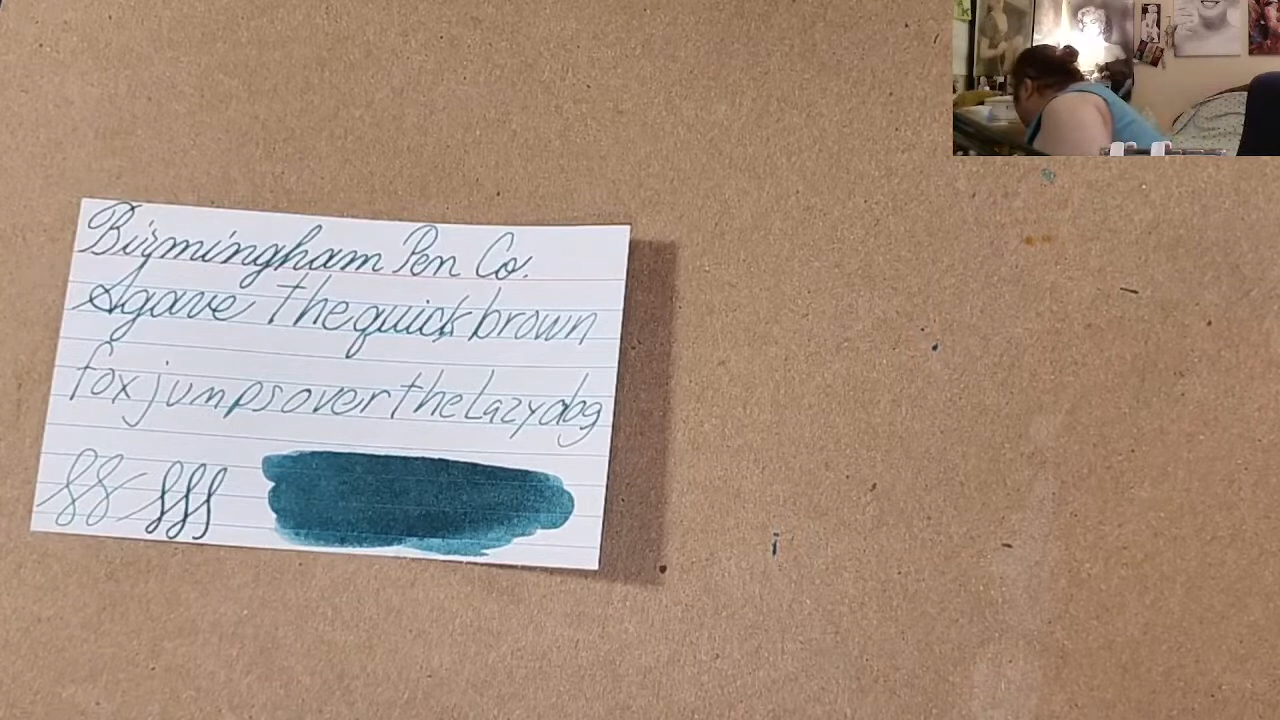 Birmingham Pen Co.
Agave the quick brown
fox jumps over the Lazy dog